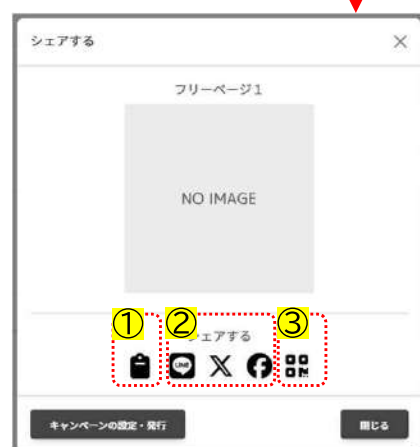 シェアする
フリーページ1
NO IMAGE
① ② ③
シェアする
LINE
キャンペーンの設定・発行 閉じる